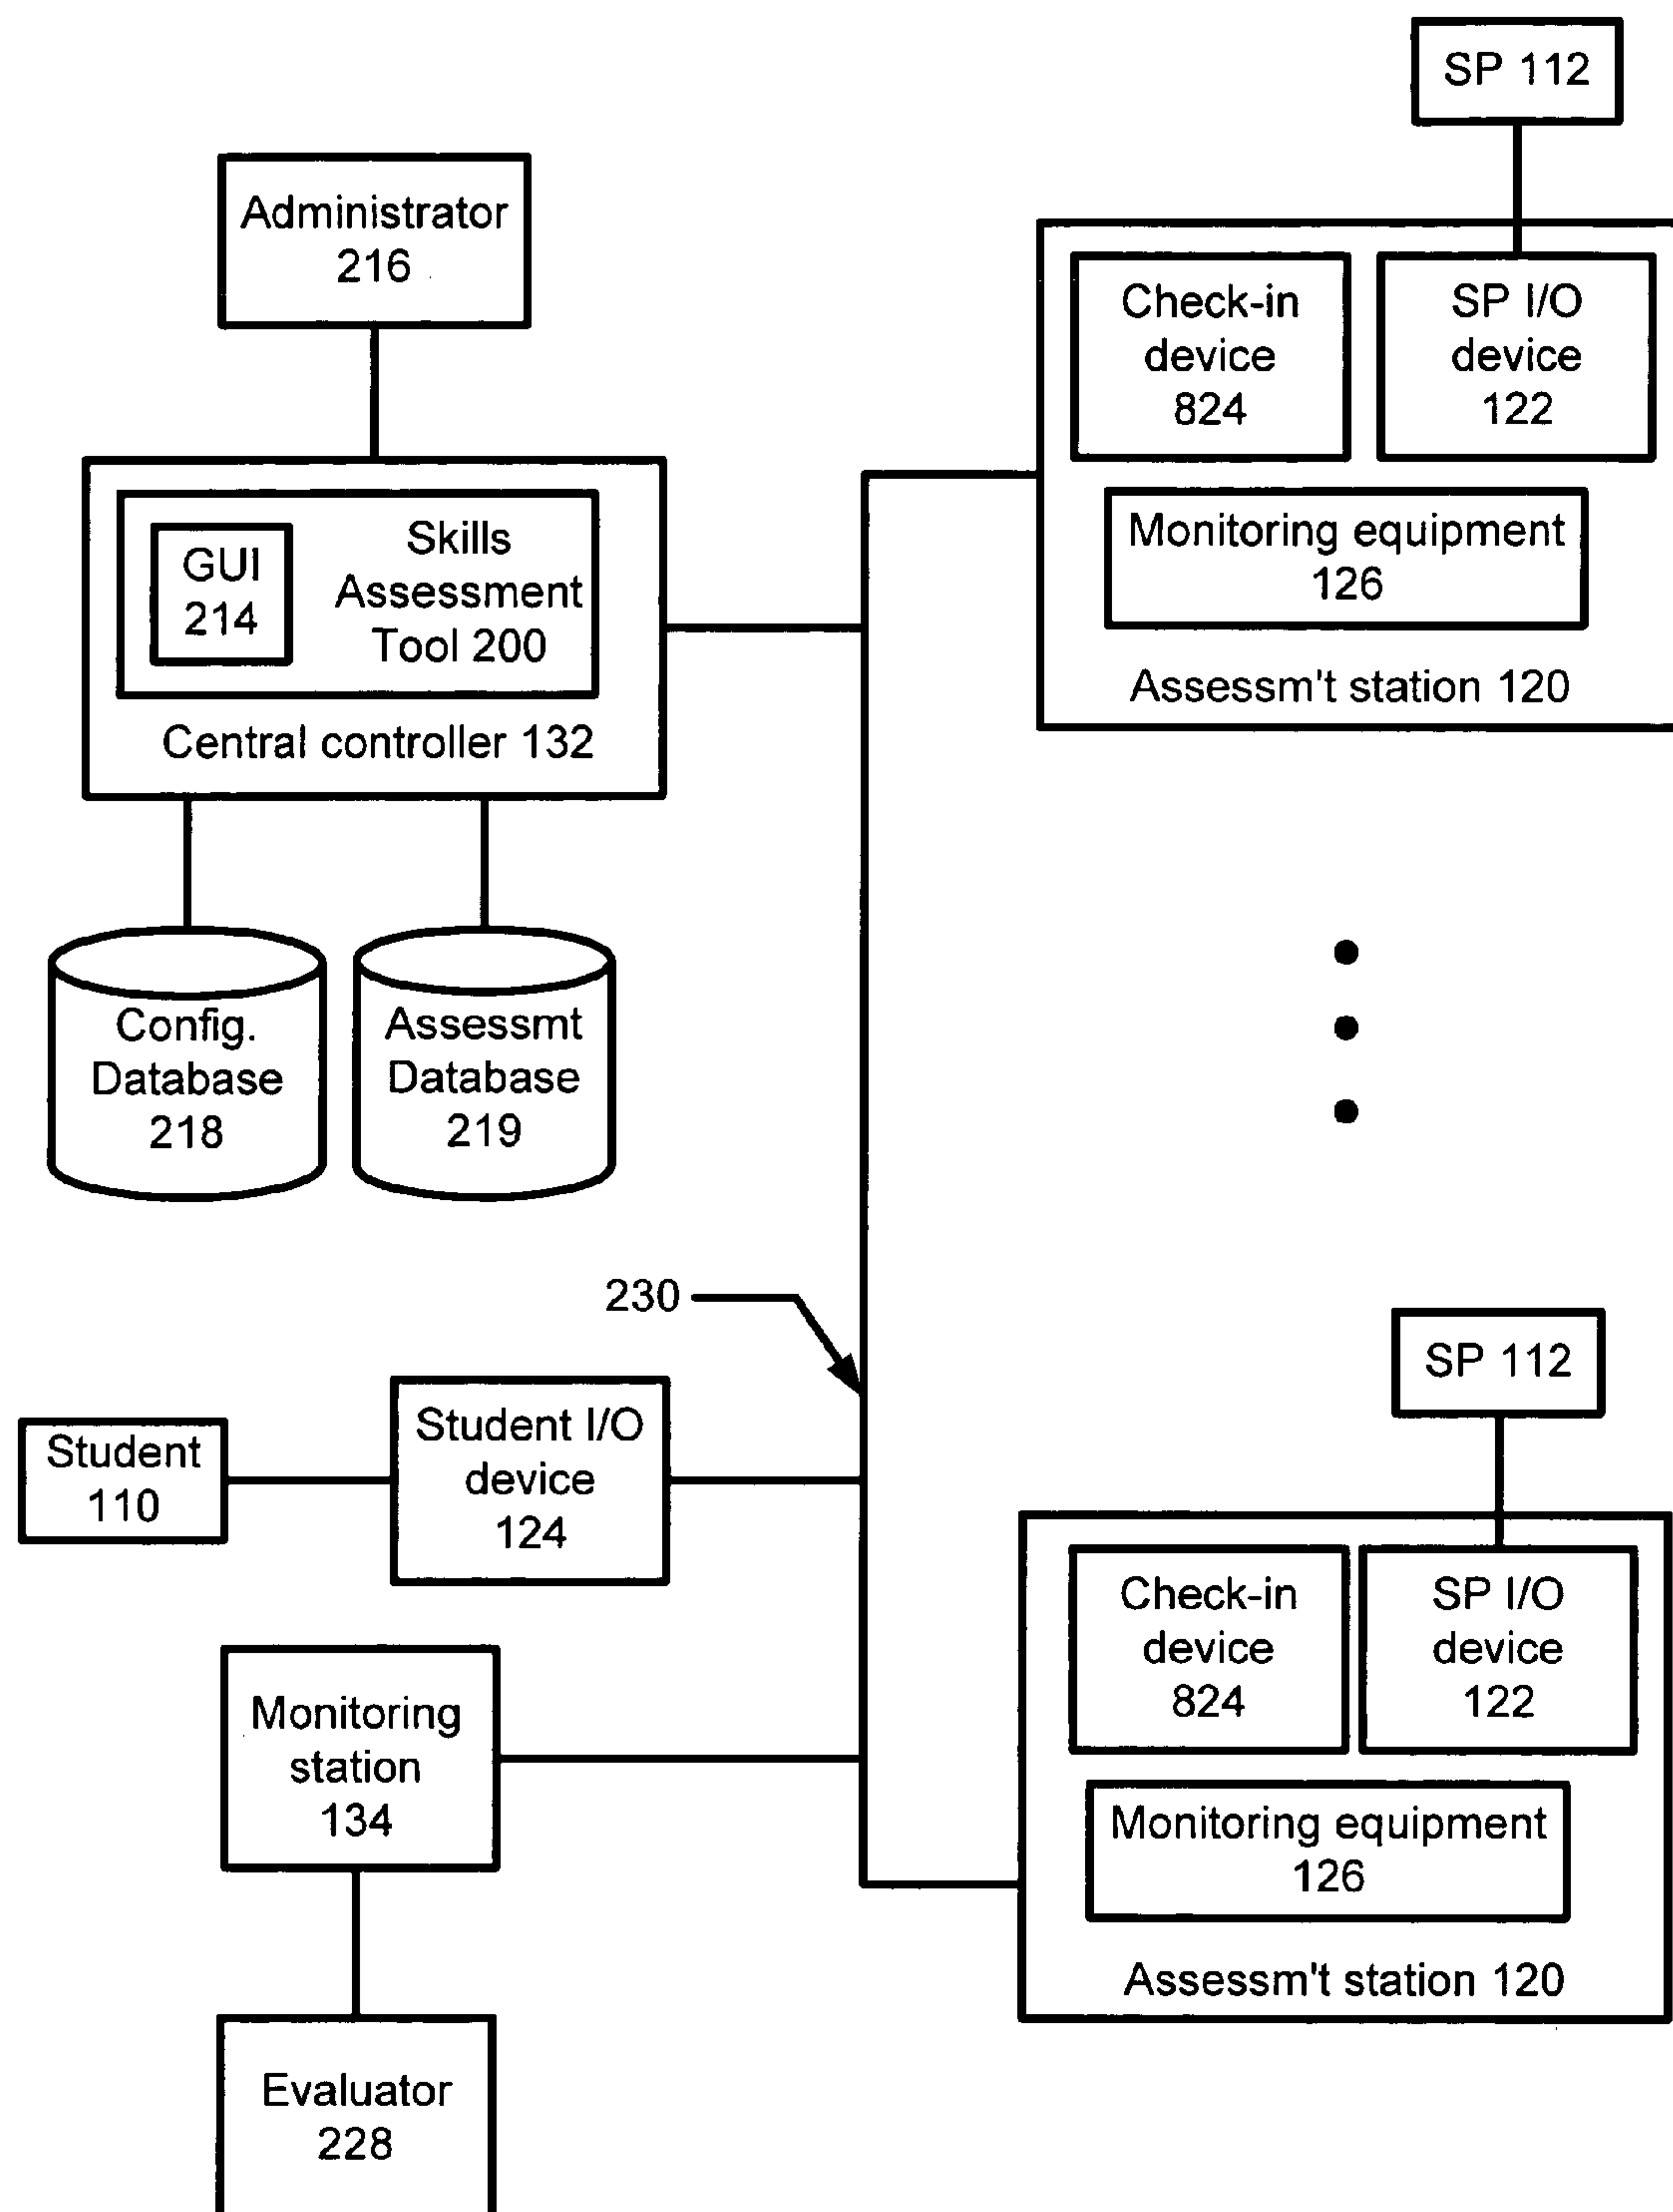 SP 112
Administrator
216
Check-in
device
824
SP I/O
device
122
Monitoring equipment
126
Assessm't station 120
GUI
214
Skills
Assessment
Tool 200
Central controller 132
Config.
Database
218
Assessmt
Database
219
230
SP 112
Student
110
Student I/O
device
124
Check-in
device
824
SP I/O
device
122
Monitoring equipment
126
Assessm't station 120
Monitoring
station
134
Evaluator
228